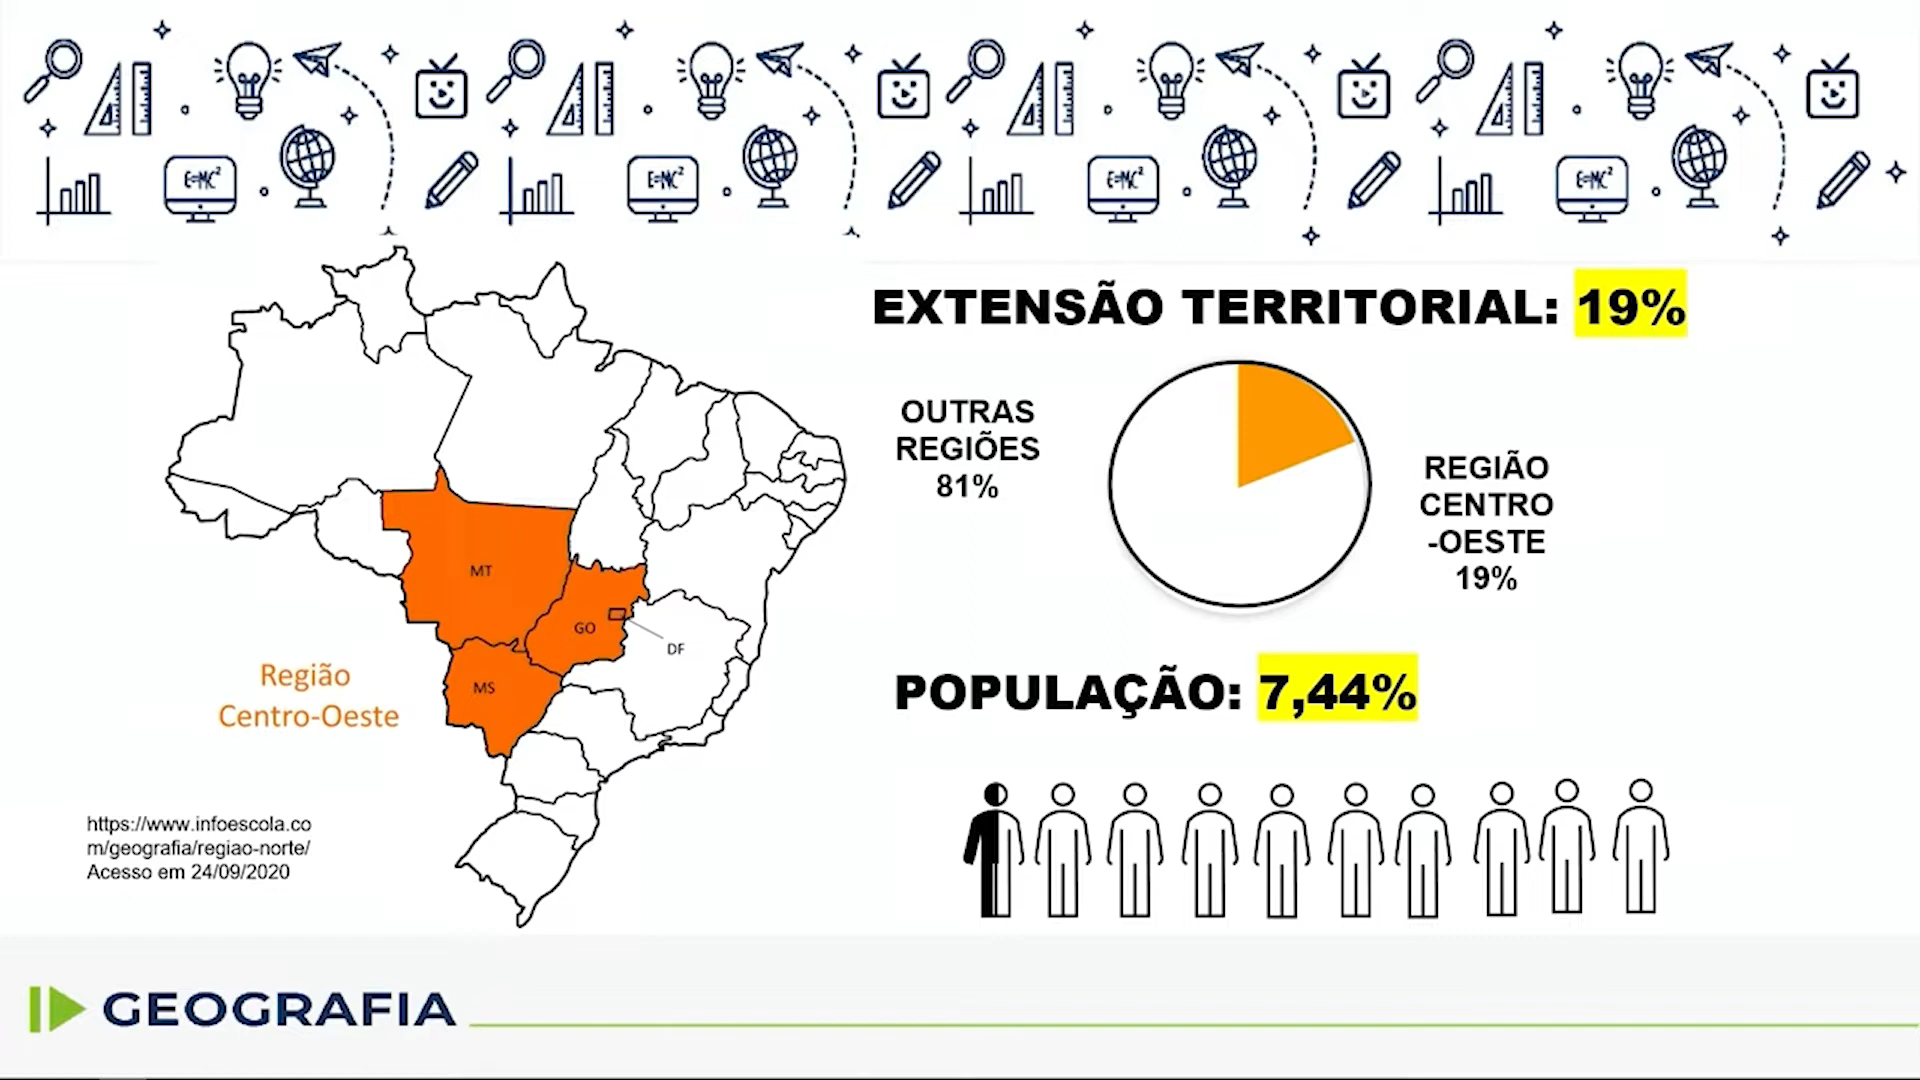 E=MC²
E=MC²
E=MC²
E=MC²
EXTENSÃO TERRITORIAL: 19%
OUTRAS
REGIÕES
81%
REGIÃO
CENTRO
-OESTE
19%
MT
GO
DF
MS
Região
Centro-Oeste
POPULAÇÃO: 7,44%
https://www.infoescola.co
m/geografia/regiao-norte/
Acesso em 24/09/2020
GEOGRAFIA